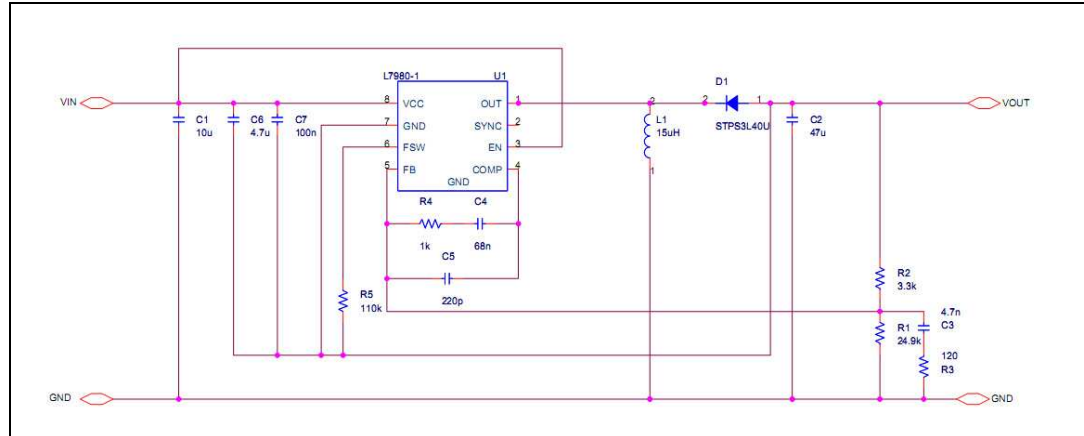 L7980-1 U1
D1
VIN
8 VCC OUT 1
2 1
VOUT
C1
10u
C6
4.7u
C7
100n
7 GND SYNC 2
6 FSW EN 3
5 FB COMP 4
GND
2
L1
15uH
1
STPS3L40U
C2
47u
R4
1k
C4
68n
C5
220p
R5
110k
R2
3.3k
R1
24.9k
4.7n
C3
120
R3
GND
GND